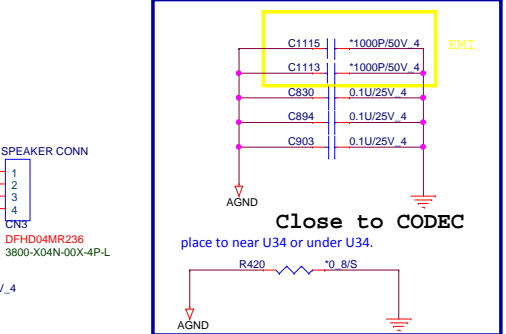 C1115 *1000P/50V_4 EMI
C1113 *1000P/50V_4
C830 0.1U/25V_4
C894 0.1U/25V_4
C903 0.1U/25V_4
AGND
Close to CODEC
place to near U34 or under U34.
R420 *0_8/S
AGND
SPEAKER CONN
1
2
3
4
CN3
DFHD04MR236
3800-X04N-00X-4P-L
V_4